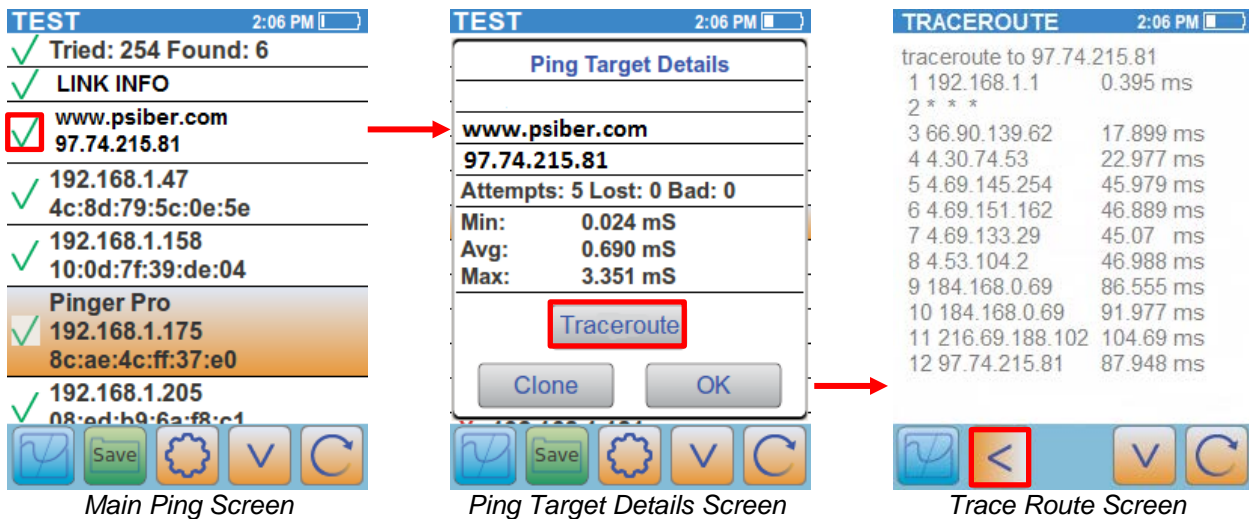 TEST 2:06 PM
Tried: 254 Found: 6
LINK INFO
www.psiber.com
97.74.215.81
192.168.1.47
4c:8d:79:5c:0e:5e
192.168.1.158
10:0d:7f:39:de:04
Pinger Pro
192.168.1.175
8c:ae:4c:ff:37:e0
192.168.1.205
08:ed:b9:6a:f8:c1
Save
Main Ping Screen
TEST 2:06 PM
Ping Target Details
www.psiber.com
97.74.215.81
Attempts: 5 Lost: 0 Bad: 0
Min: 0.024 mS
Avg: 0.690 mS
Max: 3.351 mS
Traceroute
Clone OK
Save
Ping Target Details Screen
TRACEROUTE 2:06 PM
traceroute to 97.74.215.81
1 192.168.1.1 0.395 ms
2 * * *
3 66.90.139.62 17.899 ms
4 4.30.74.53 22.977 ms
5 4.69.145.254 45.979 ms
6 4.69.151.162 46.889 ms
7 4.69.133.29 45.07 ms
8 4.53.104.2 46.988 ms
9 184.168.0.69 86.555 ms
10 184.168.0.69 91.977 ms
11 216.69.188.102 104.69 ms
12 97.74.215.81 87.948 ms
Trace Route Screen